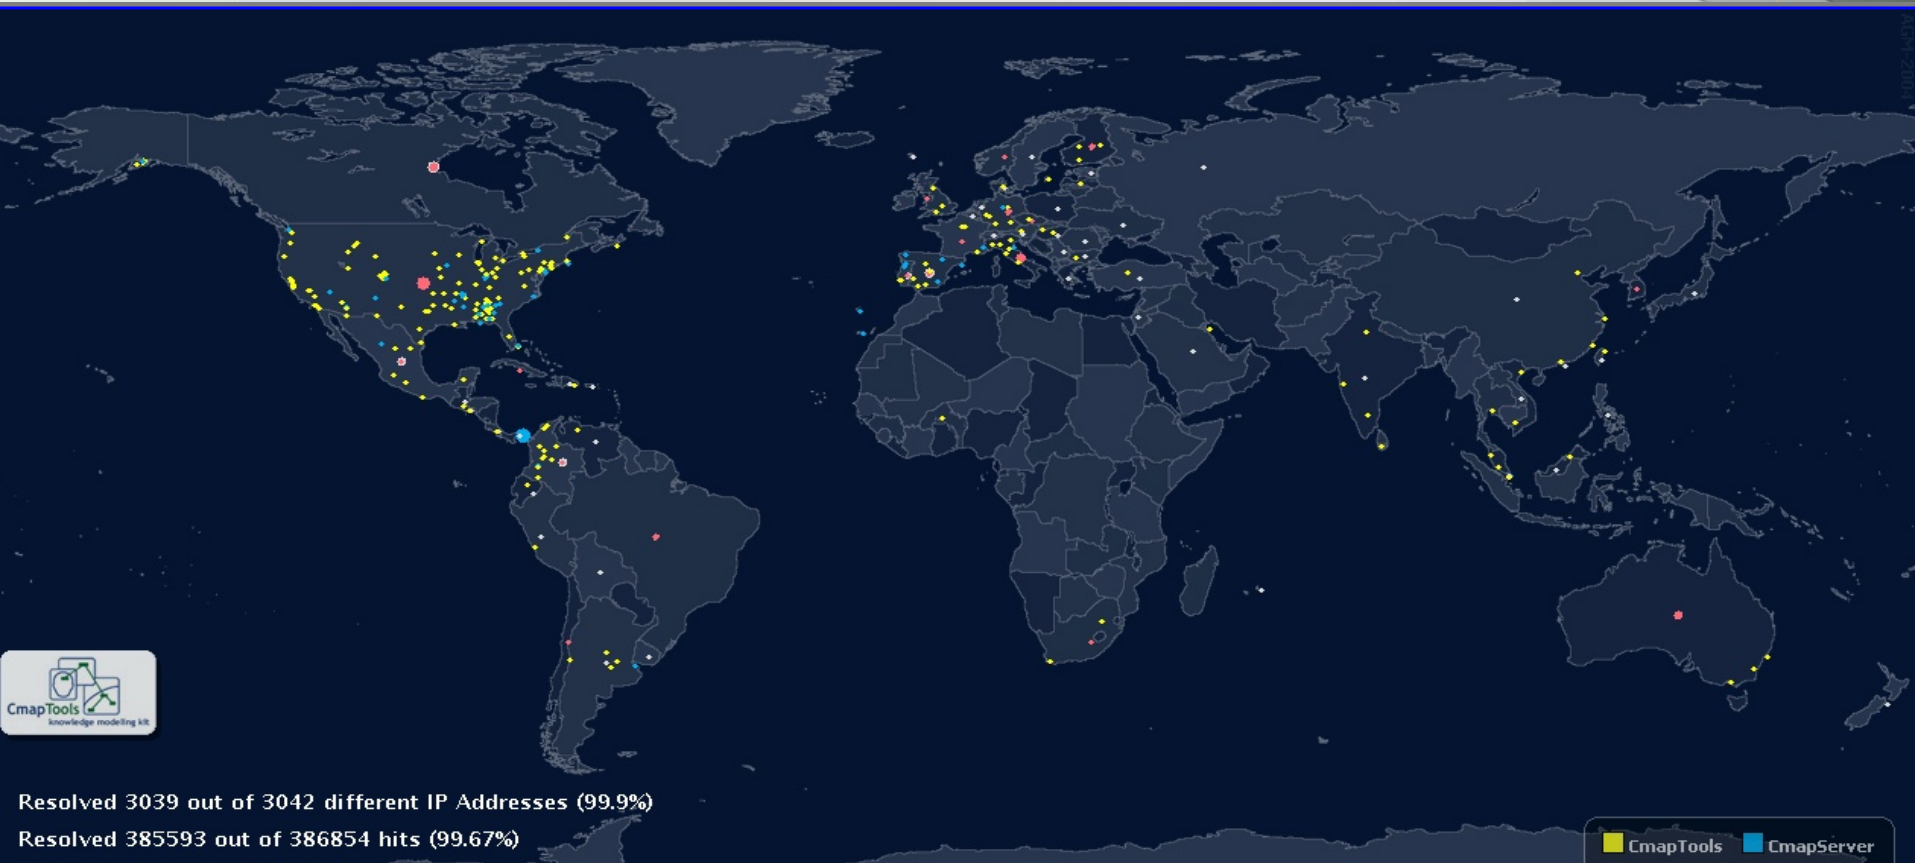 CmapTools
knowledge modeling kit
Resolved 3039 out of 3042 different IP Addresses (99.9%)
Resolved 385593 out of 386854 hits (99.67%)
CmapTools
CmapServer